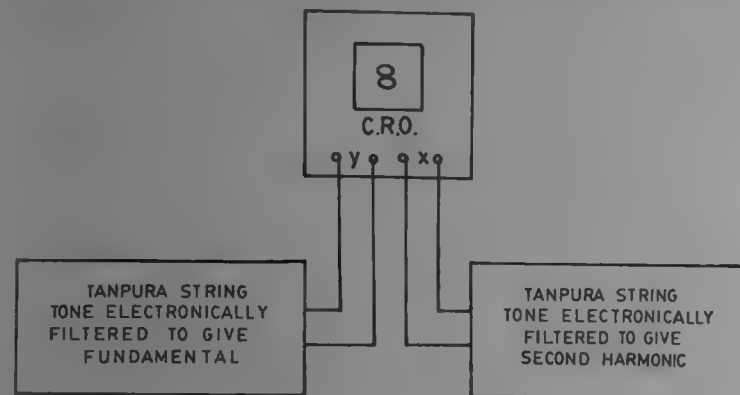 8
C.R.O.
y x
TANPURA STRING
TONE ELECTRONICALLY
FILTERED TO GIVE
FUNDAMENTAL
TANPURA STRING
TONE ELECTRONICALLY
FILTERED TO GIVE
SECOND HARMONIC